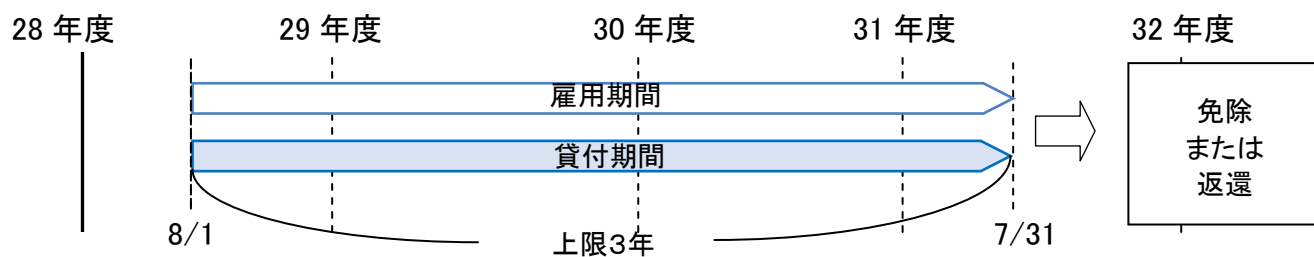 28 年度 29 年度 30 年度 31 年度 32 年度
雇用期間
貸付期間
免除
または
返還
8/1
上限3年
7/31